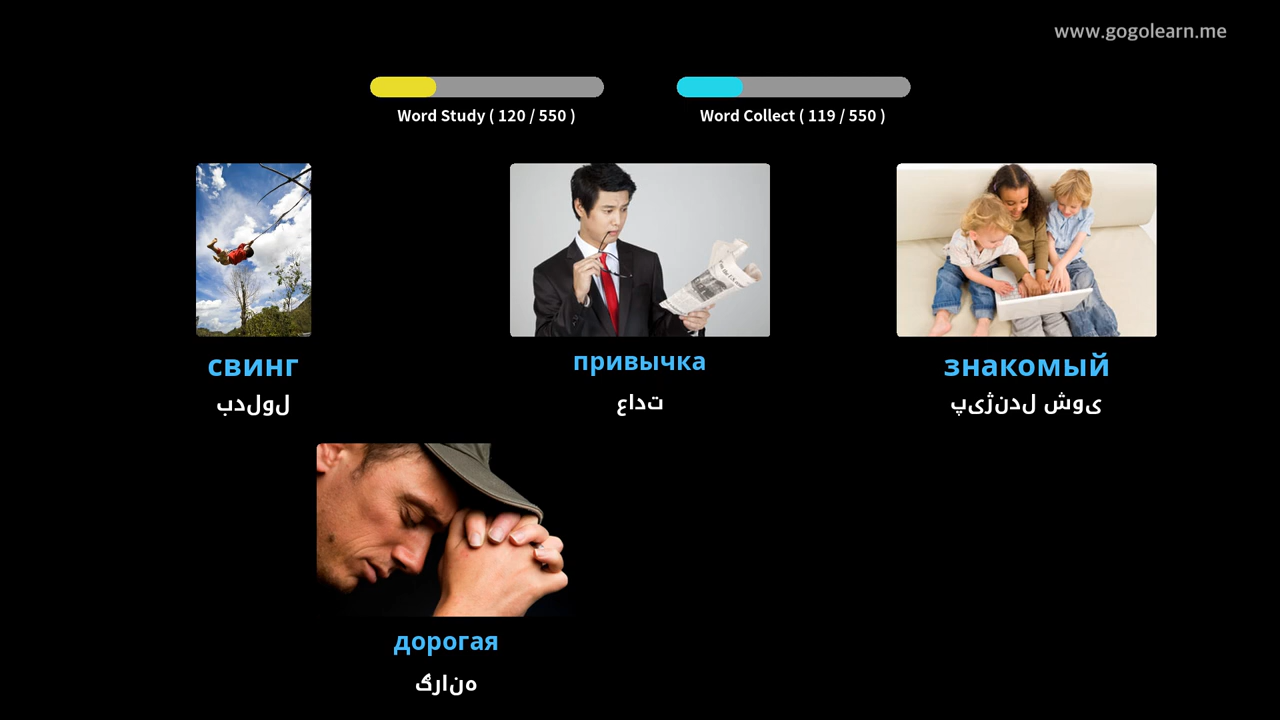 www.gogolearn.me
Word Study ( 120 / 550 )
Word Collect ( 119 / 550 )
свинг
لولدب
привычка
تداع
знакомый
یوش لدنژیپ
дорогая
هنارگ